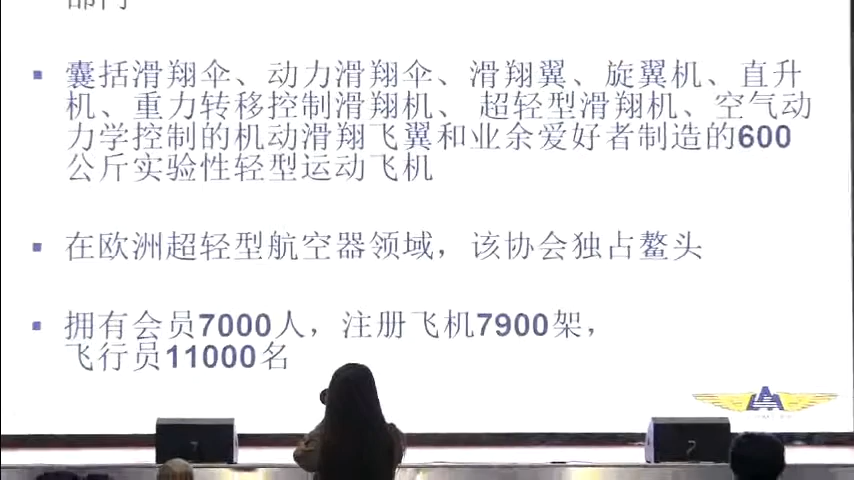 部门
囊括滑翔伞、动力滑翔伞、滑翔翼、旋翼机、直升
机、重力转移控制滑翔机、 超轻型滑翔机、空气动
力学控制的机动滑翔飞翼和业余爱好者制造的600
公斤实验性轻型运动飞机
在欧洲超轻型航空器领域，该协会独占鳌头
拥有会员7000人，注册飞机7900架，
飞行员11000名